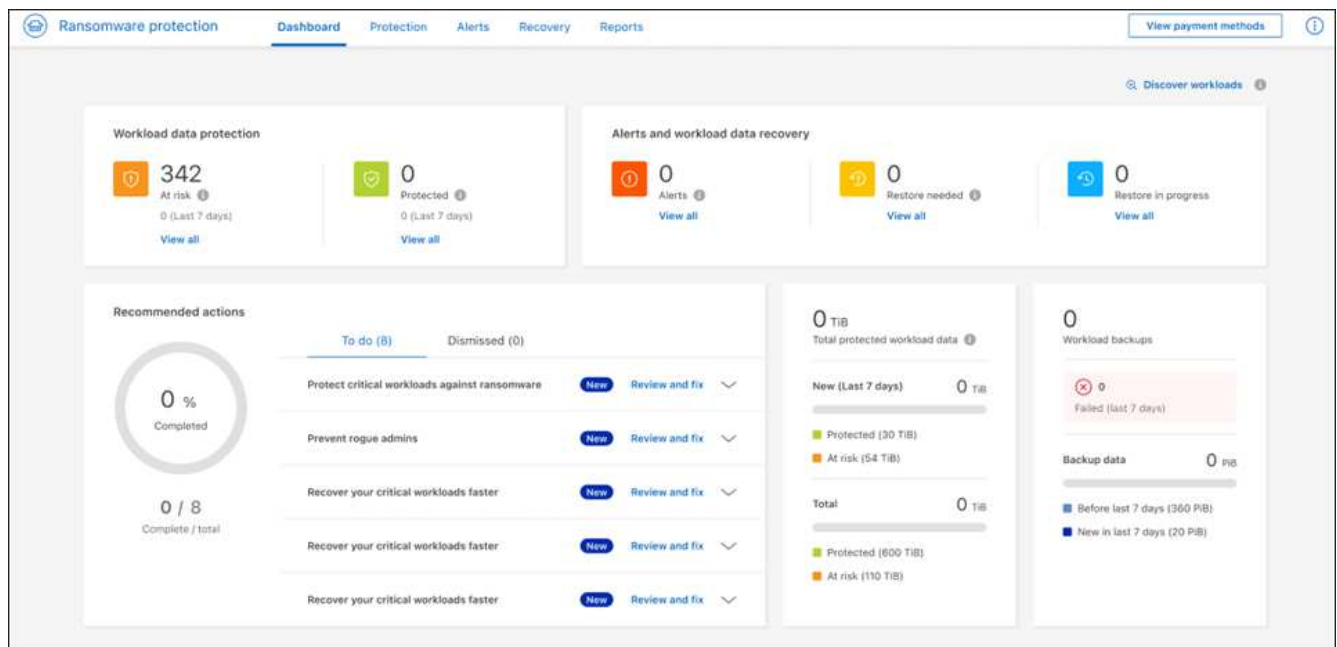 Ransomware protection
Dashboard
Protection
Alerts
Recovery
Reports
View payment methods
Discover workloads
Workload data protection
342
At risk
0 (Last 7 days)
View all
0
Protected
0 (Last 7 days)
View all
Alerts and workload data recovery
0
Alerts
View all
0
Restore needed
View all
0
Restore in progress
View all
Recommended actions
0 %
Completed
0 / 8
Complete / total
To do (8)
Dismissed (0)
Protect critical workloads against ransomware New Review and fix
Prevent rogue admins New Review and fix
Recover your critical workloads faster New Review and fix
Recover your critical workloads faster New Review and fix
Recover your critical workloads faster New Review and fix
0 TiB
Total protected workload data
New (Last 7 days) 0 TiB
Protected (30 TiB)
At risk (54 TiB)
Total 0 TiB
Protected (600 TiB)
At risk (110 TiB)
0
Workload backups
0
Failed (last 7 days)
Backup data 0 PiB
Before last 7 days (360 PiB)
New in last 7 days (20 PiB)